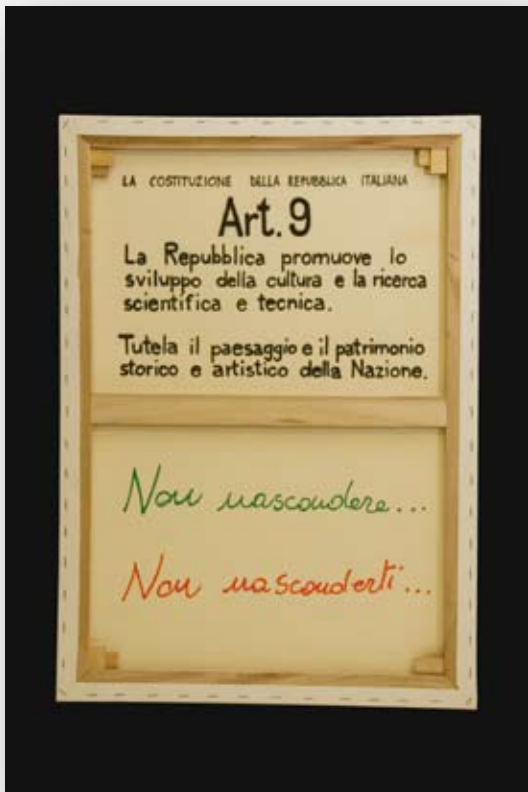 LA COSTITUZIONE DELLA REPUBBLICA ITALIANA
Art. 9
La Repubblica promuove lo
sviluppo della cultura e la ricerca
scientifica e tecnica.
Tutela il paesaggio e il patrimonio
storico e artistico della Nazione.
Non nascondere...
Non nasconderti...